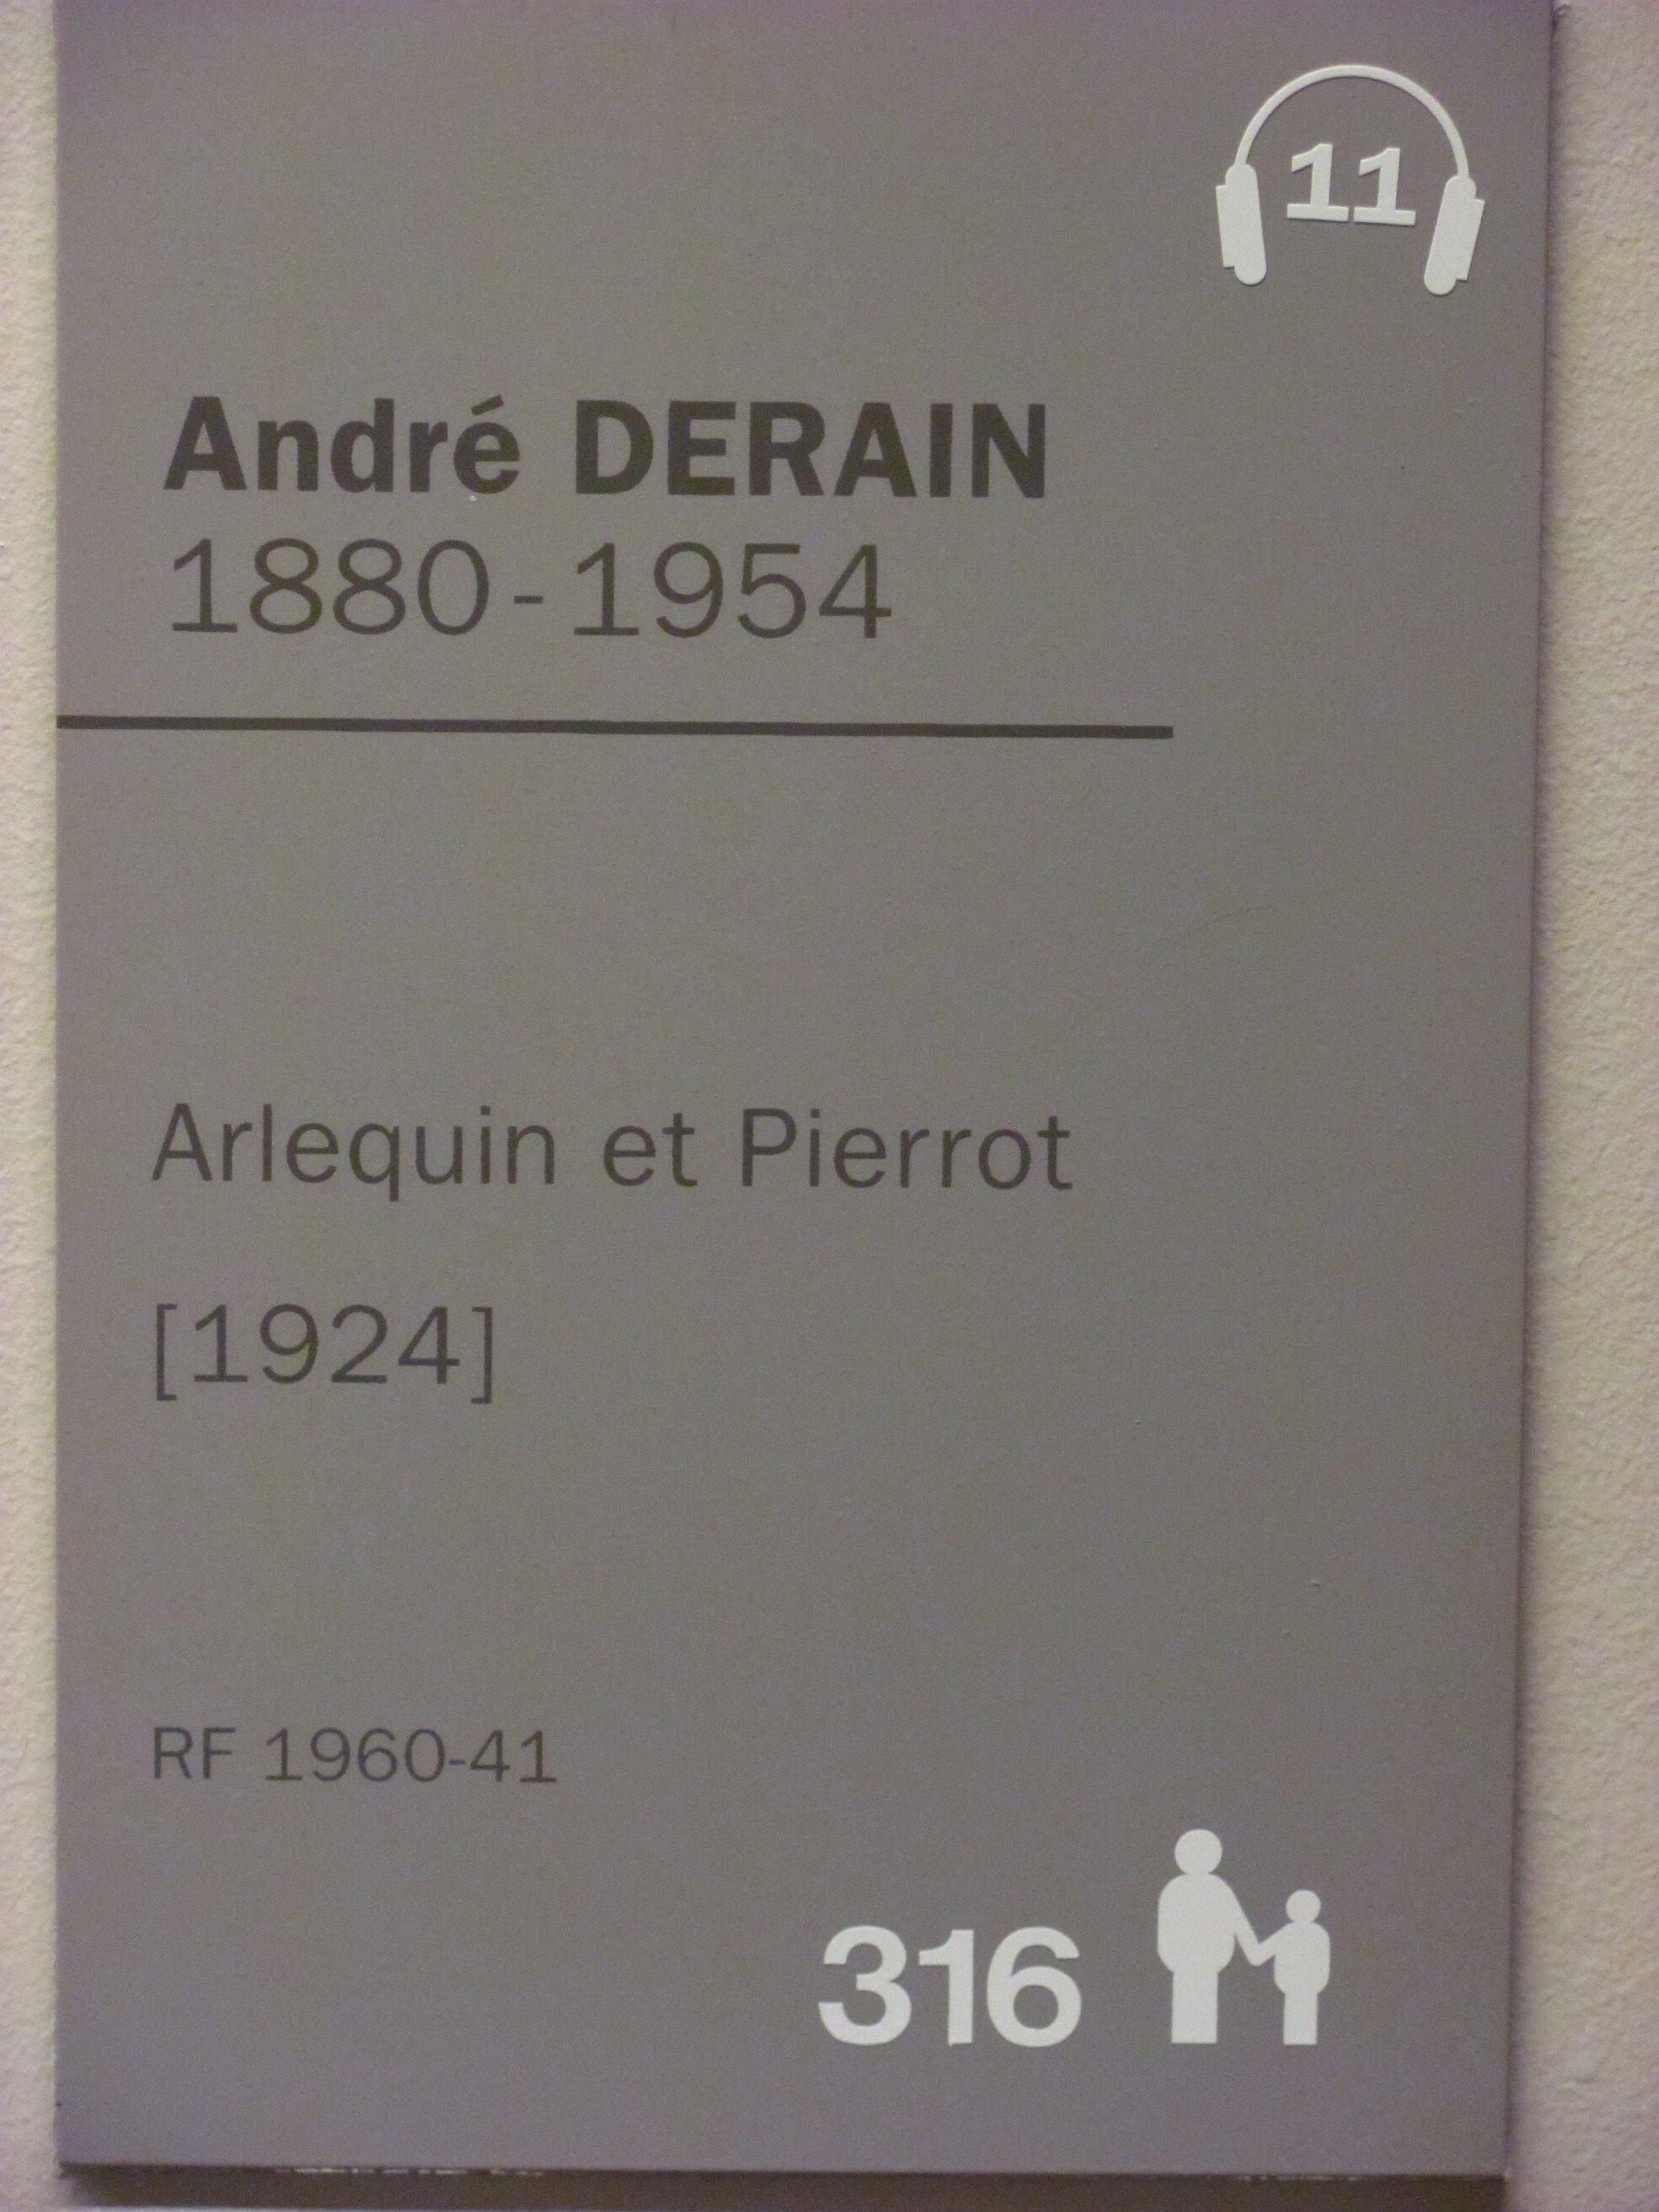 11
André DERAIN
1880-1954
Arlequin et Pierrot
[1924]
RF 1960-41
316